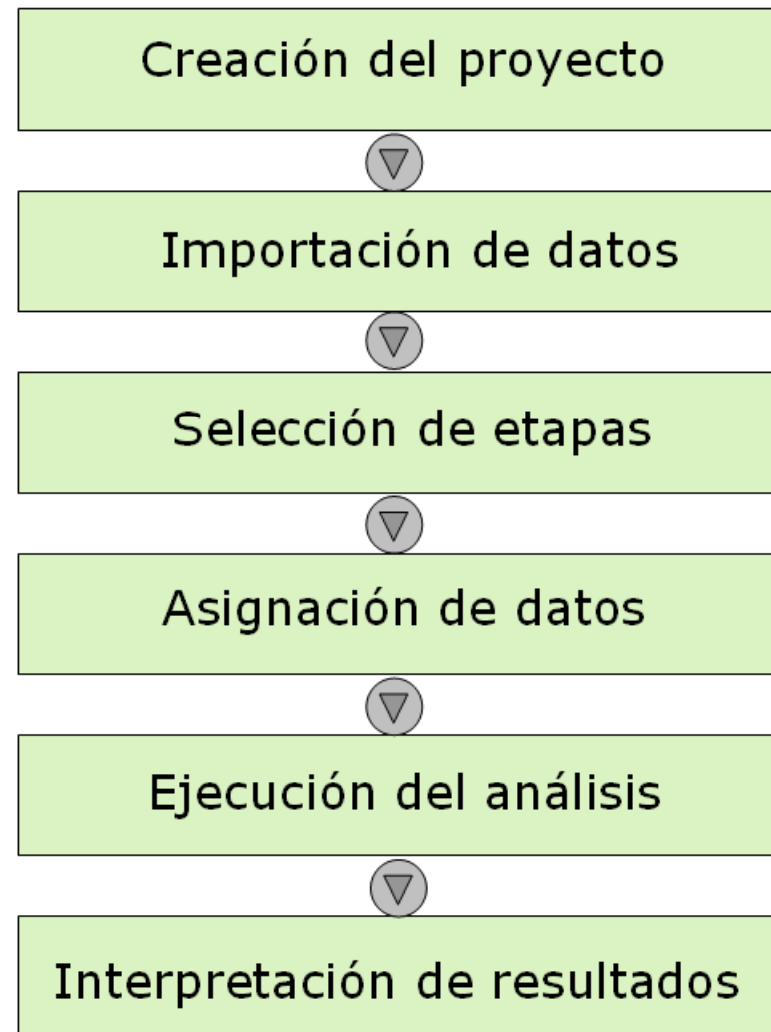 Creación del proyecto
Importación de datos
Selección de etapas
Asignación de datos
Ejecución del análisis
Interpretación de resultados